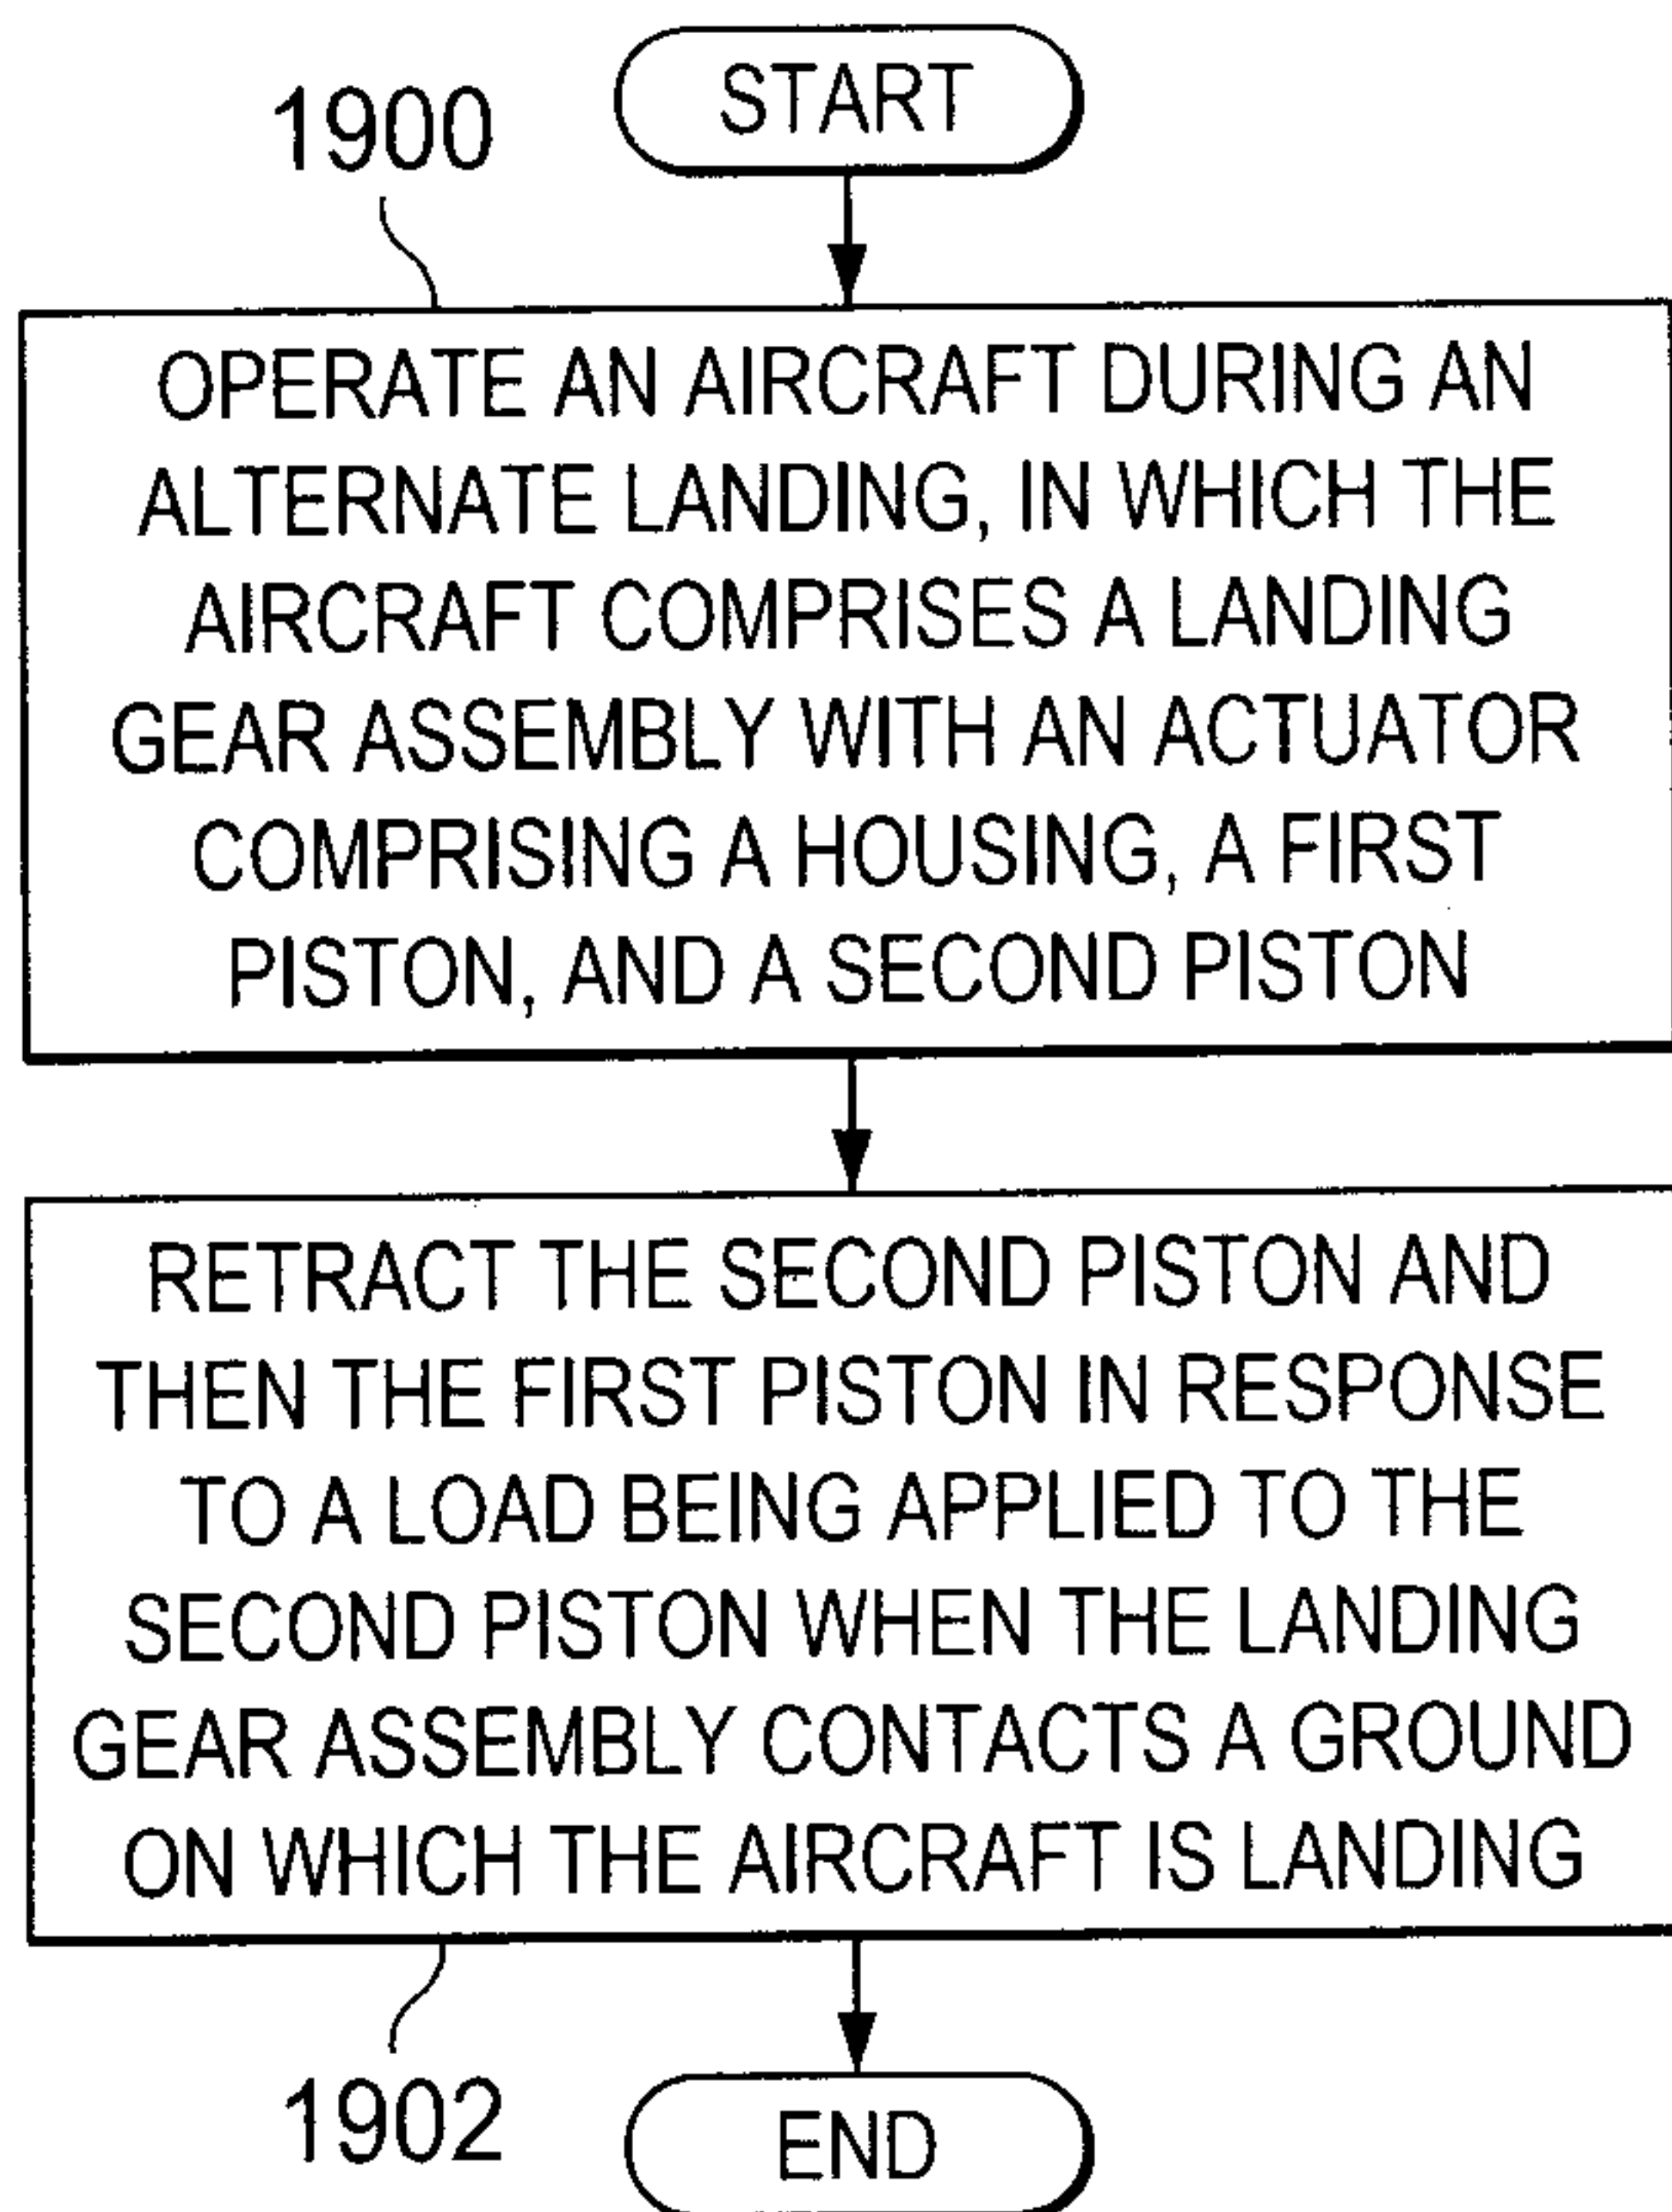 START
1900
OPERATE AN AIRCRAFT DURING AN
ALTERNATE LANDING, IN WHICH THE
AIRCRAFT COMPRISES A LANDING
GEAR ASSEMBLY WITH AN ACTUATOR
COMPRISING A HOUSING, A FIRST
PISTON, AND A SECOND PISTON
RETRACT THE SECOND PISTON AND
THEN THE FIRST PISTON IN RESPONSE
TO A LOAD BEING APPLIED TO THE
SECOND PISTON WHEN THE LANDING
GEAR ASSEMBLY CONTACTS A GROUND
ON WHICH THE AIRCRAFT IS LANDING
1902
END